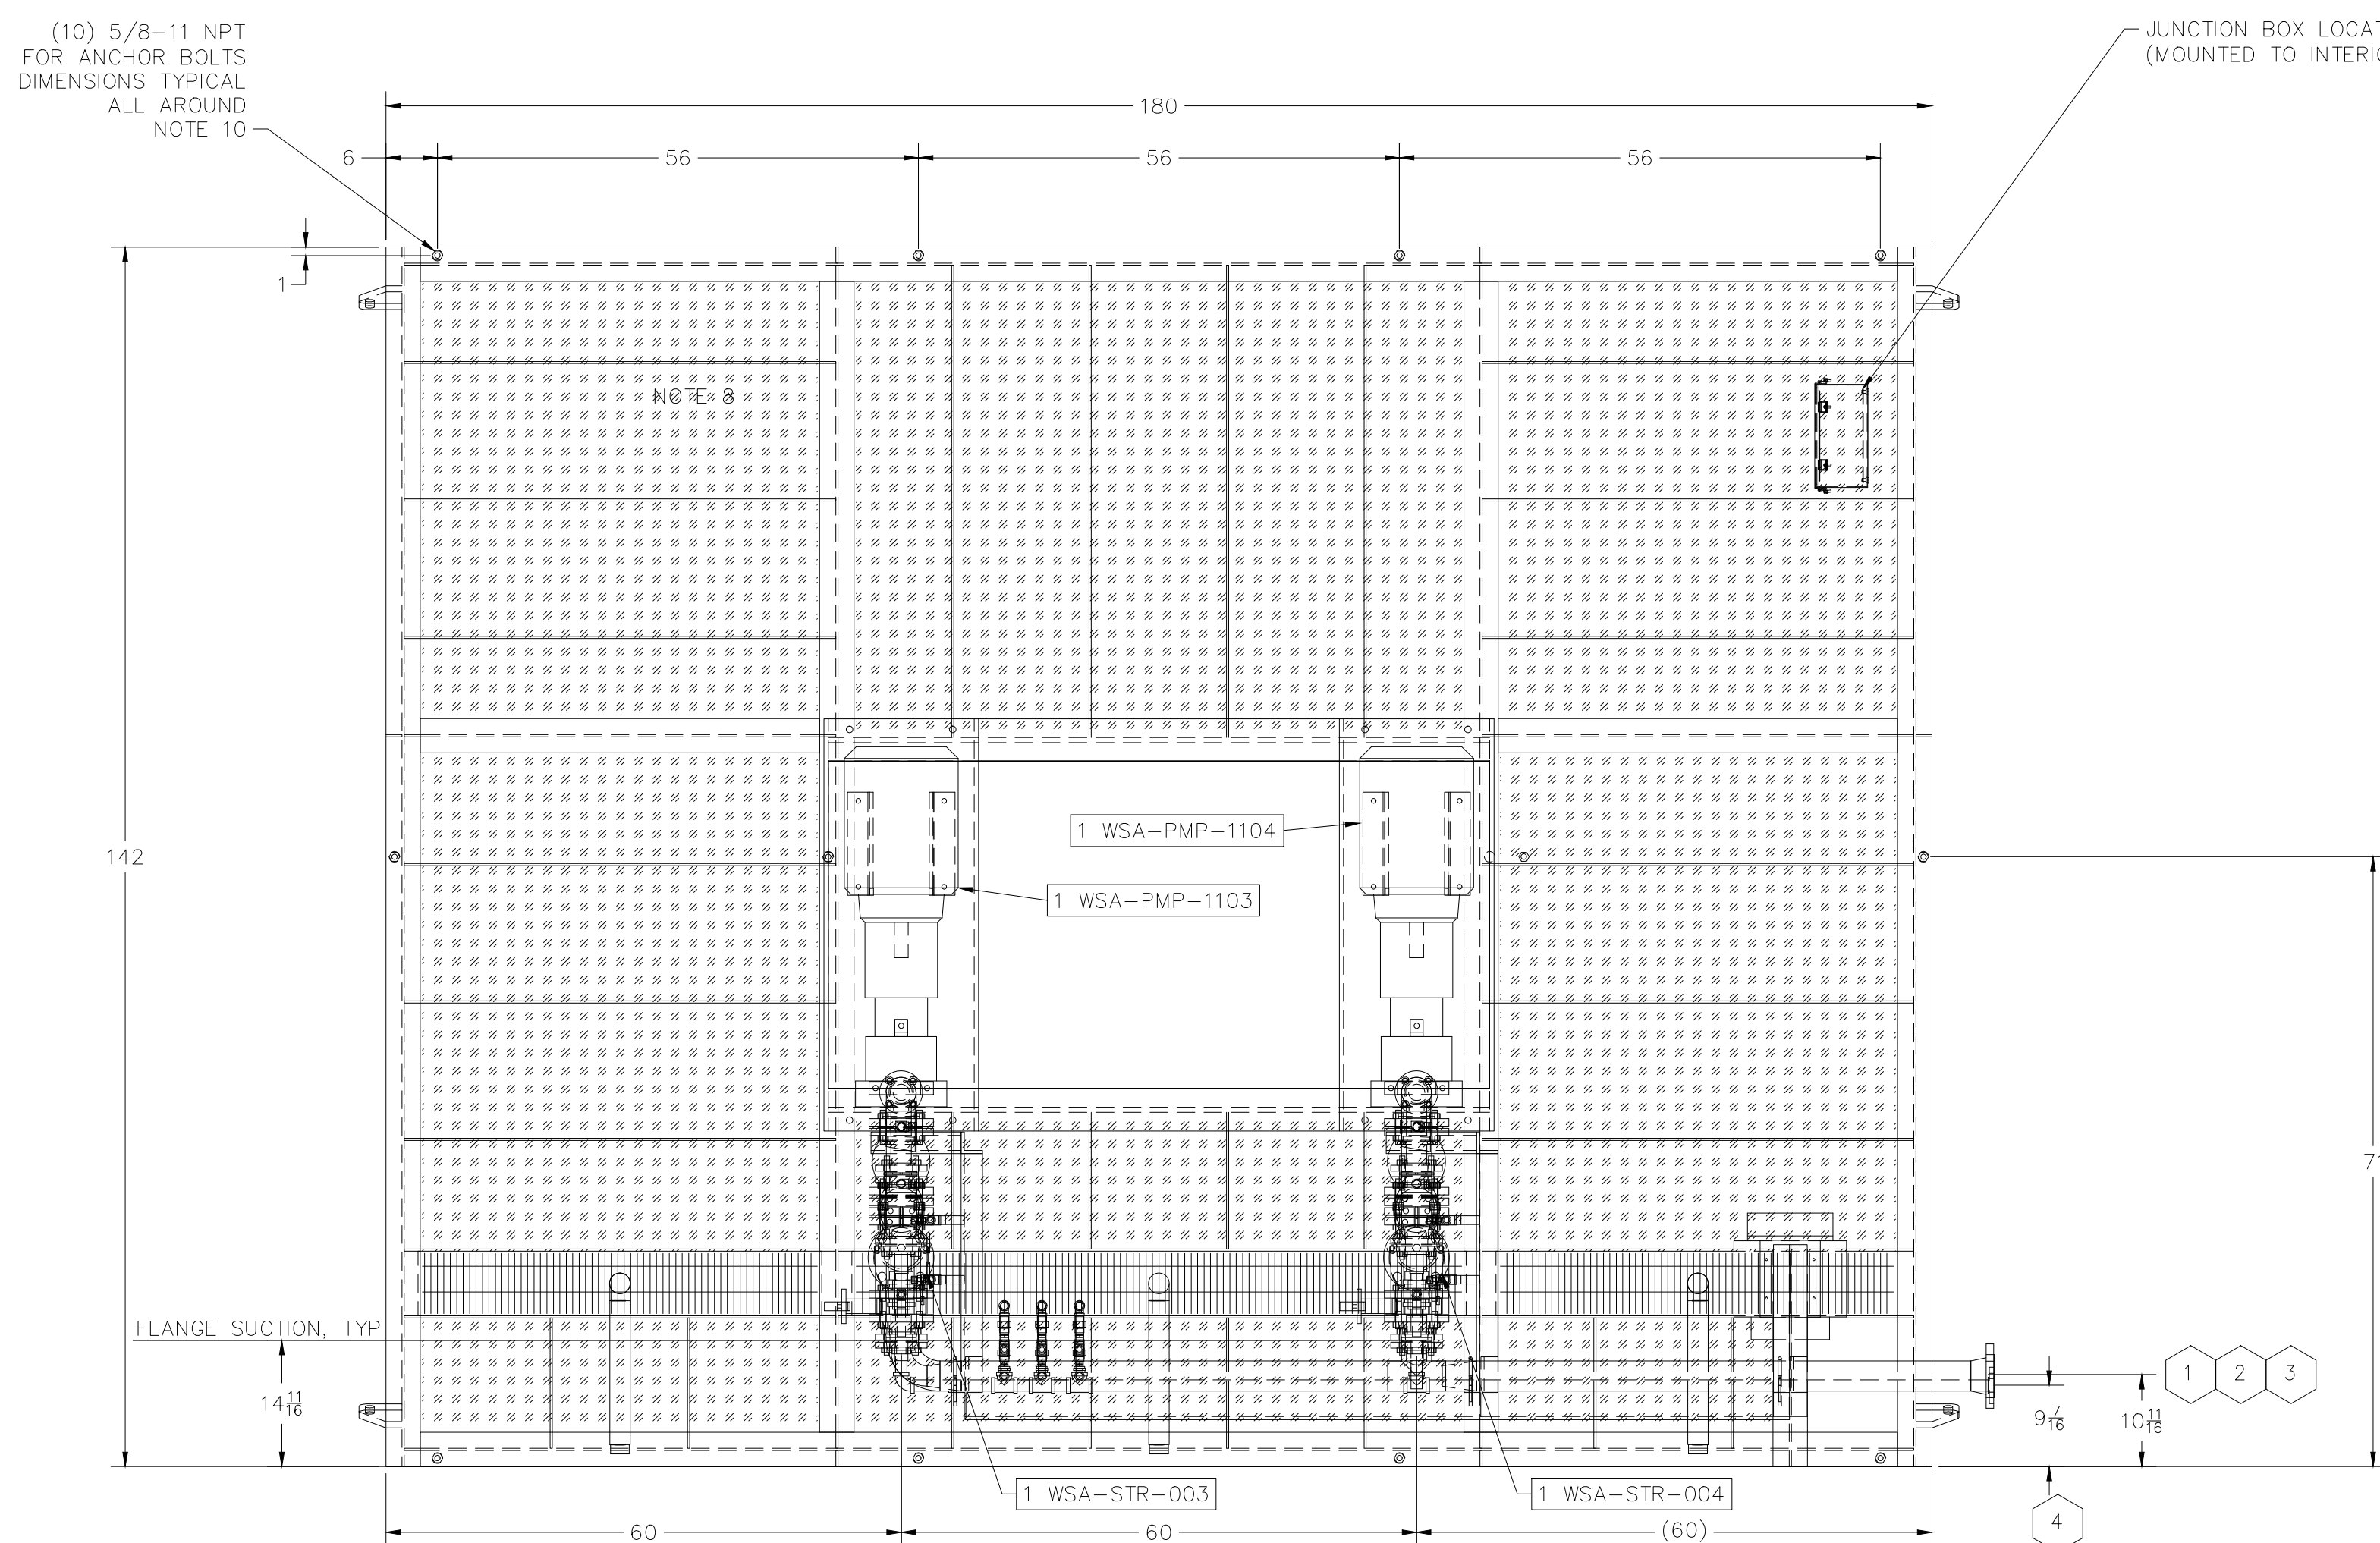 (10) 5/8-11 NPT
FOR ANCHOR BOLTS
DIMENSIONS TYPICAL
ALL AROUND
NOTE 10
JUNCTION BOX
(MOUNTED TO
180
6
56
56
56
1
NOTE 8
142
1 WSA-PMP-1104
1 WSA-PMP-1103
FLANGE SUCTION, TYP
14 11/16
1
2
3
9 7/16
10 11/16
4
1 WSA-STR-003
1 WSA-STR-004
60
60
(60)